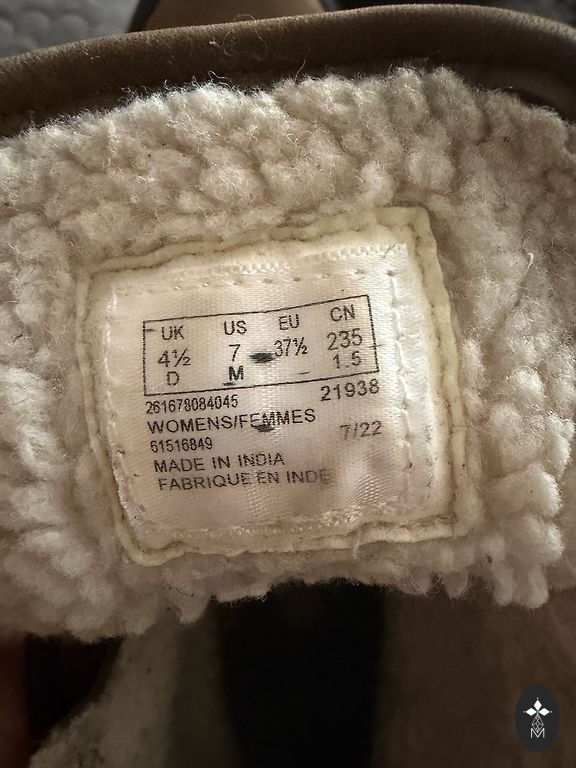 UK US EU CN
4½ 7 37½ 235
D M 1.5
261678084045 21938
WOMENS/FEMMES
61516849 7/22
MADE IN INDIA
FABRIQUE EN INDE
M